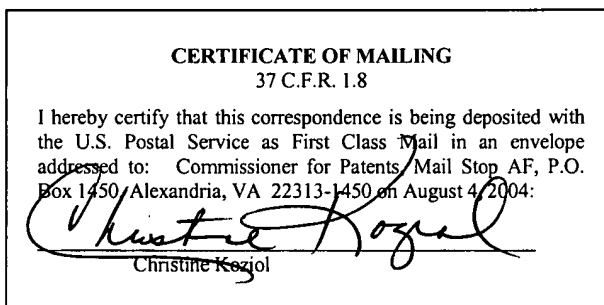 CERTIFICATE OF MAILING
37 C.F.R. 1.8
I hereby certify that this correspondence is being deposited with
the U.S. Postal Service as First Class Mail in an envelope
addressed to: Commissioner for Patents, Mail Stop AF, P.O.
Box 1450, Alexandria, VA 22313-1450 on August 4, 2004:
Christine Koziol
Christine Koziol